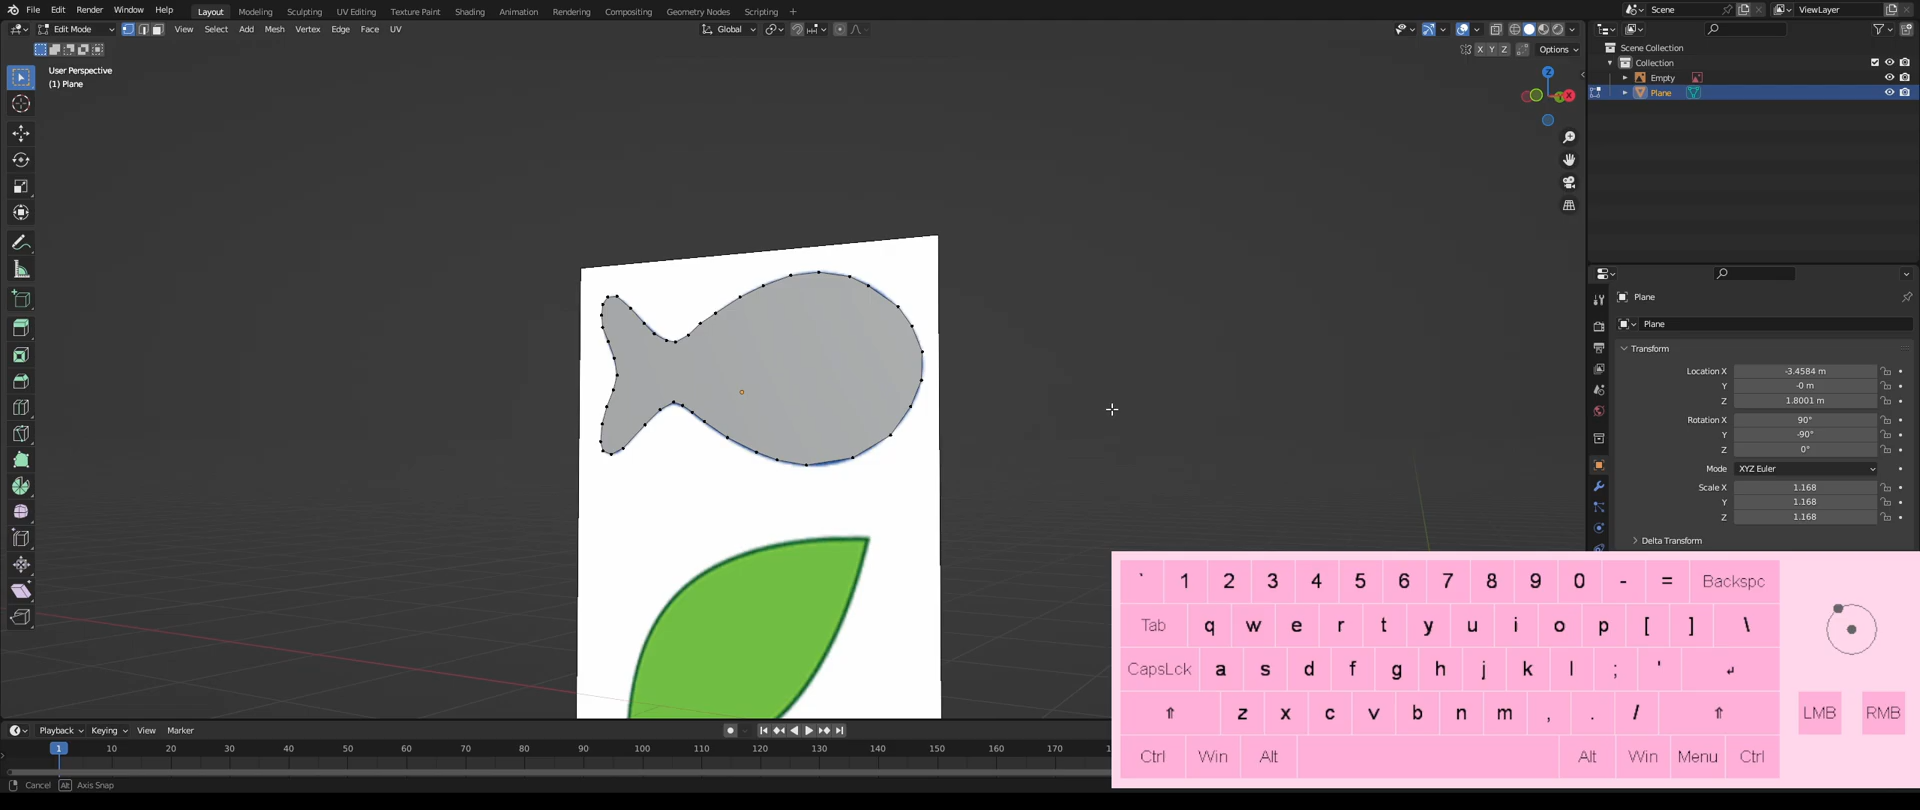 File Edit Render Window Help Layout Modeling Sculpting UV Editing Texture Paint Shading Animation Rendering Compositing Geometry Nodes Scripting + Scene ViewLayer
Edit Mode View Select Add Mesh Vertex Edge Face UV Global
X Y Z Options
User Perspective
(1) Plane
Z
X
Scene Collection
Collection
Empty
Plane
Plane
Plane
Transform
Location X -3.4584 m
Y -0 m
Z 1.8001 m
Rotation X 90°
Y -90°
Z 0°
Mode XYZ Euler
Scale X 1.168
Y 1.168
Z 1.168
Delta Transform
Playback Keying View Marker
1 10 20 30 40 50 60 70 80 90 100 110 120 130 140 150 160 170
Cancel Alt Axis Snap
` 1 2 3 4 5 6 7 8 9 0 - = Backspc
Tab q w e r t y u i o p [ ] \
CapsLck a s d f g h j k l ; ' ↵
⇧ z x c v b n m , . / ⇧
Ctrl Win Alt Alt Win Menu Ctrl
LMB RMB